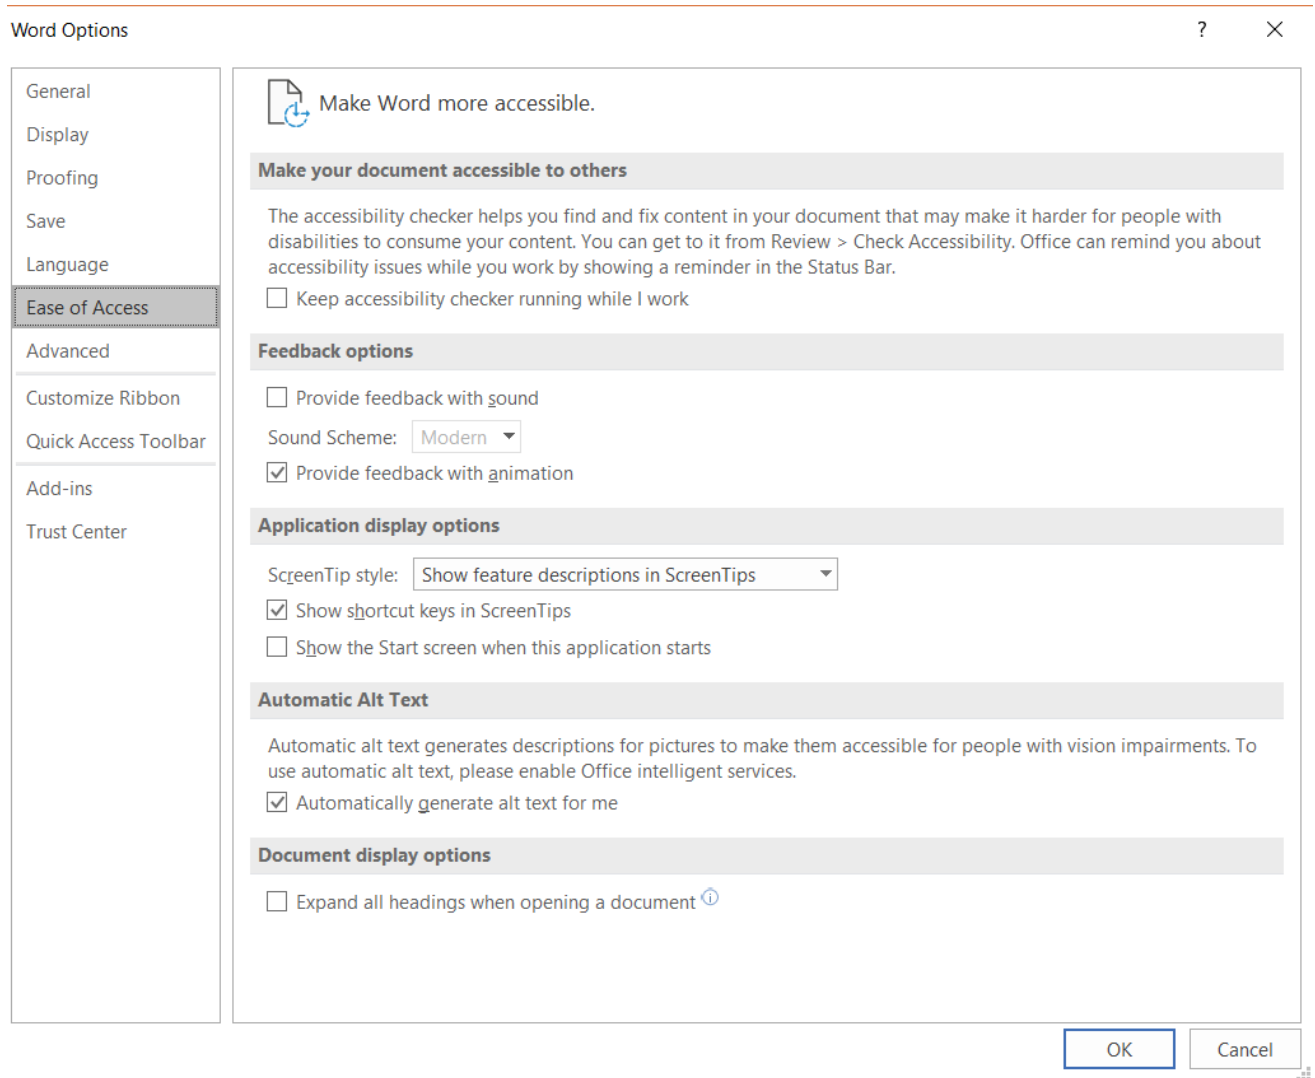 Word Options
?
General
Display
Proofing
Save
Language
Ease of Access
Advanced
Customize Ribbon
Quick Access Toolbar
Add-ins
Trust Center
Make Word more accessible.
Make your document accessible to others
The accessibility checker helps you find and fix content in your document that may make it harder for people with
disabilities to consume your content. You can get to it from Review > Check Accessibility. Office can remind you about
accessibility issues while you work by showing a reminder in the Status Bar.
Keep accessibility checker running while I work
Feedback options
Provide feedback with sound
Sound Scheme: Modern
Provide feedback with animation
Application display options
ScreenTip style: Show feature descriptions in ScreenTips
Show shortcut keys in ScreenTips
Show the Start screen when this application starts
Automatic Alt Text
Automatic alt text generates descriptions for pictures to make them accessible for people with vision impairments. To
use automatic alt text, please enable Office intelligent services.
Automatically generate alt text for me
Document display options
Expand all headings when opening a document
OK
Cancel